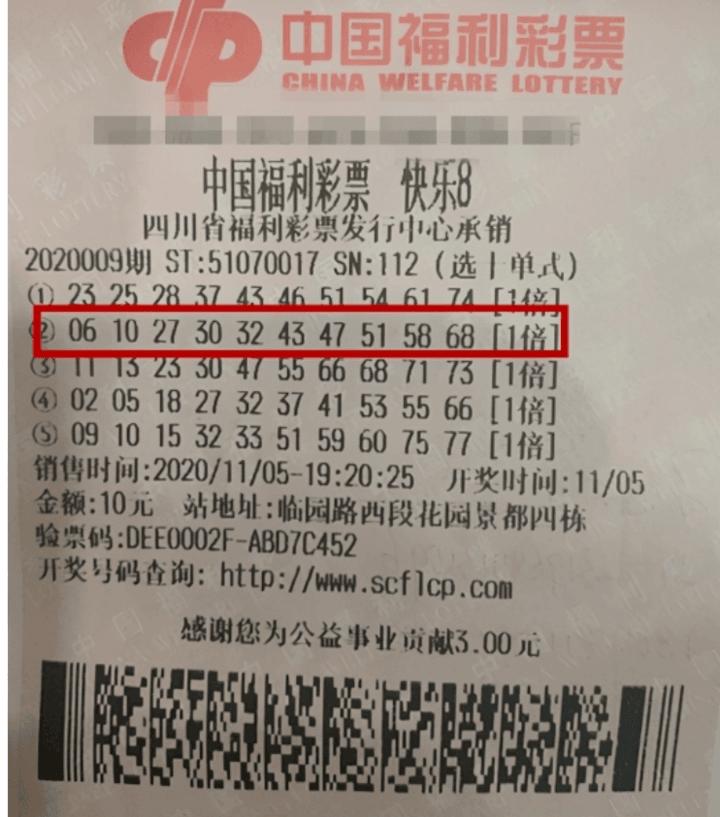 中国福利彩票
CHINA WELFARE LOTTERY
中国福利彩票 快乐8
四川省福利彩票发行中心承销
2020009期 ST:51070017 SN:112 (选十单式)
① 23 25 28 37 43 46 51 54 61 74 [1倍]
② 06 10 27 30 32 43 47 51 58 68 [1倍]
③ 11 13 23 30 47 55 66 68 71 73 [1倍]
④ 02 05 18 27 32 37 41 53 55 66 [1倍]
⑤ 09 10 15 32 33 51 59 60 75 77 [1倍]
销售时间:2020/11/05-19:20:25 开奖时间:11/05
金额:10元 站地址:临园路西段花园景都四栋
验票码:DEE0002F-ABD7C452
开奖号码查询: http://www.scflcp.com
感谢您为公益事业贡献3.00元